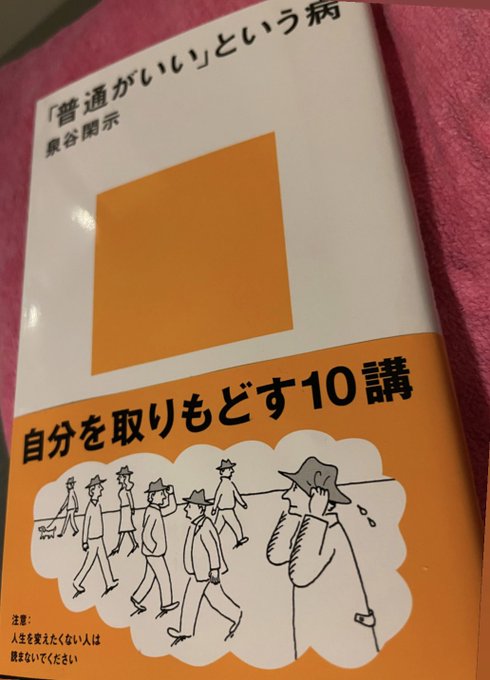 「普通がいい」という病
泉谷閑示
自分を取りもどす10講
注意:
人生を変えたくない人は
読まないでください